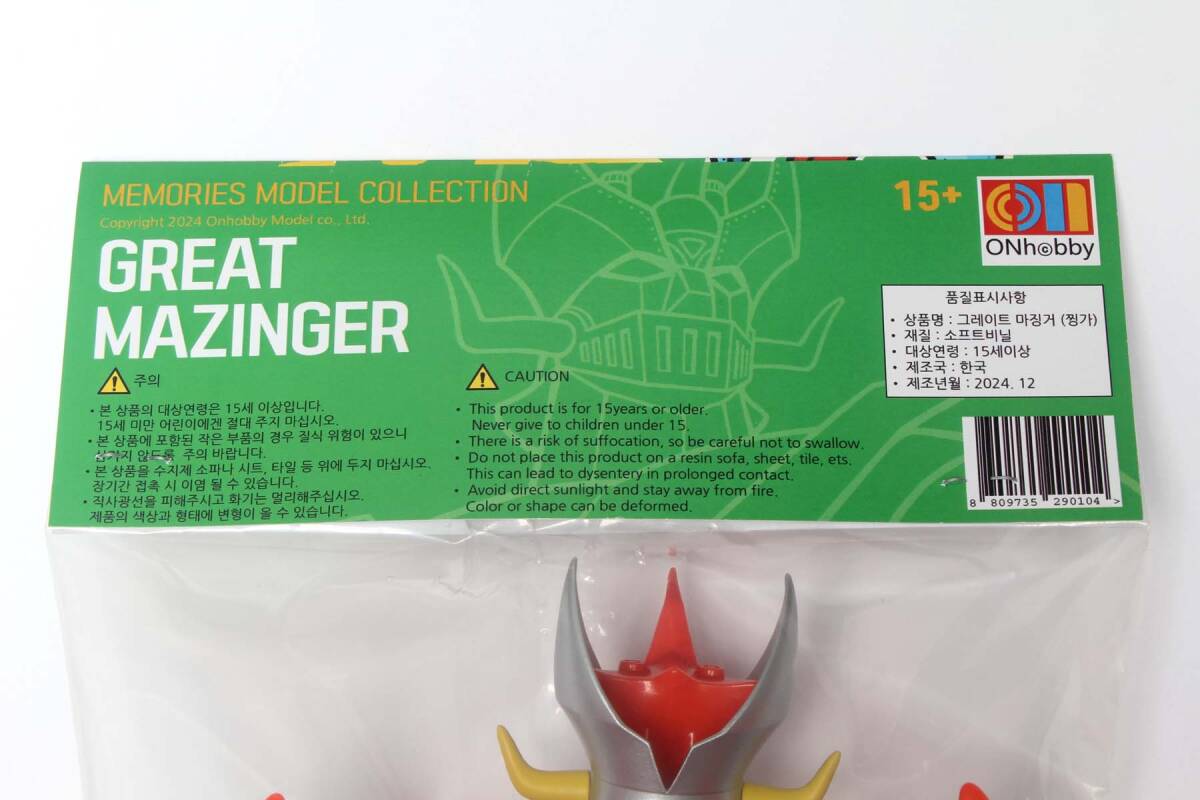 MEMORIES MODEL COLLECTION
Copyright 2024 Onhobby Model co., Ltd.
GREAT
MAZINGER
15+
ONhobby
품질표시사항
• 상품명 : 그레이트 마징거 (찡가)
• 재질 : 소프트비닐
• 대상연령 : 15세이상
• 제조국 : 한국
• 제조년월 : 2024. 12
주의
• 본 상품의 대상연령은 15세 이상입니다.
15세 미만 어린이에겐 절대 주지 마십시오.
• 본 상품에 포함된 작은 부품의 경우 질식 위험이 있으니
삼키지 않도록 주의 바랍니다.
• 본 상품을 수지제 소파나 시트, 타일 등 위에 두지 마십시오.
장기간 접촉 시 이염 될 수 있습니다.
• 직사광선을 피해주시고 화기는 멀리해주십시오.
제품의 색상과 형태에 변형이 올 수 있습니다.
CAUTION
• This product is for 15years or older.
Never give to children under 15.
• There is a risk of suffocation, so be careful not to swallow.
• Do not place this product on a resin sofa, sheet, tile, ets.
This can lead to dysentery in prolonged contact.
• Avoid direct sunlight and stay away from fire.
Color or shape can be deformed.
8 809735 290104 >